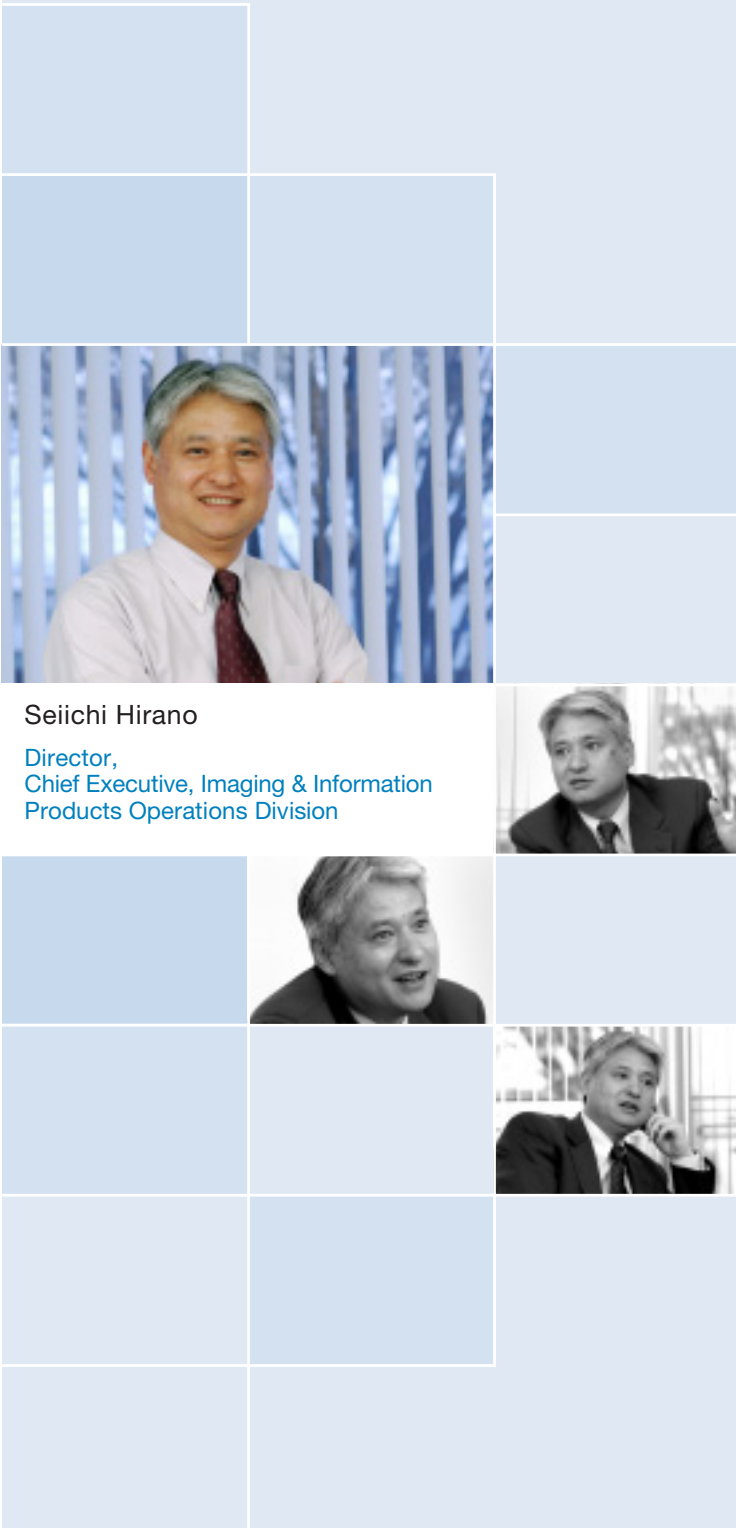 Seiichi Hirano
Director,
Chief Executive, Imaging & Information
Products Operations Division